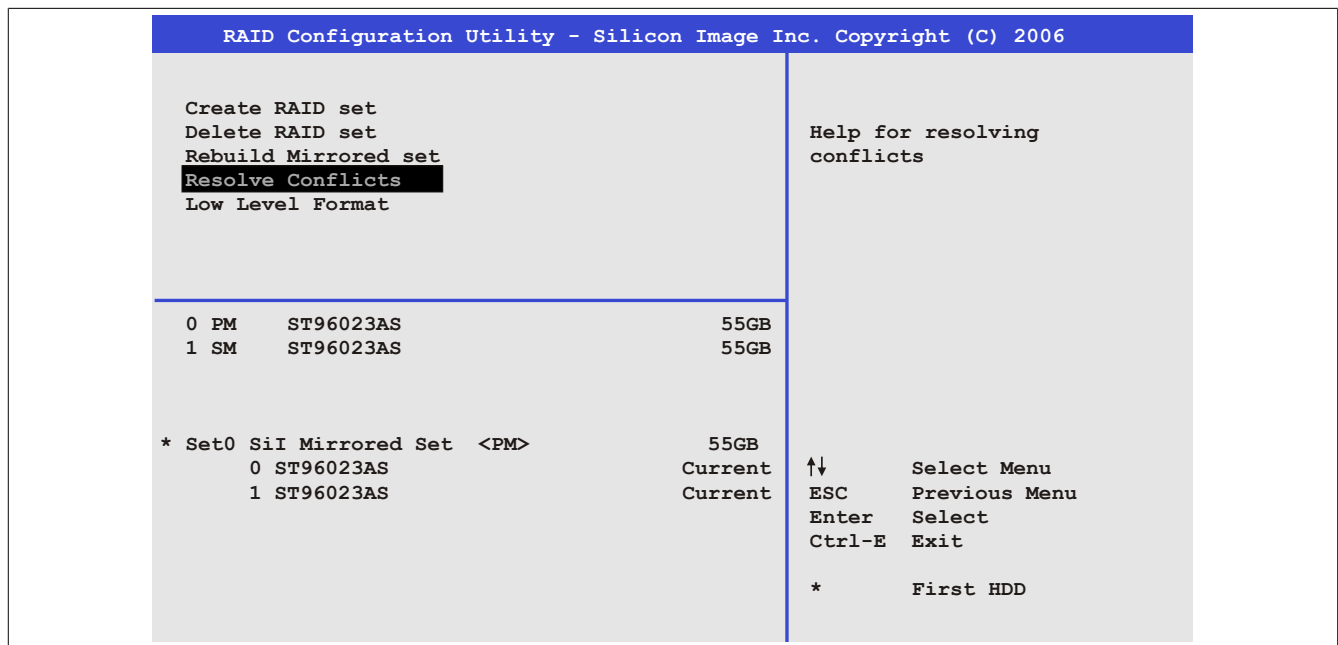 RAID Configuration Utility - Silicon Image Inc. Copyright (C) 2006
Create RAID set
Delete RAID set
Rebuild Mirrored set
Resolve Conflicts
Low Level Format
Help for resolving
conflicts
0 PM ST96023AS 55GB
1 SM ST96023AS 55GB
* Set0 SiI Mirrored Set <PM> 55GB
0 ST96023AS Current
1 ST96023AS Current
↑↓ Select Menu
ESC Previous Menu
Enter Select
Ctrl-E Exit
* First HDD